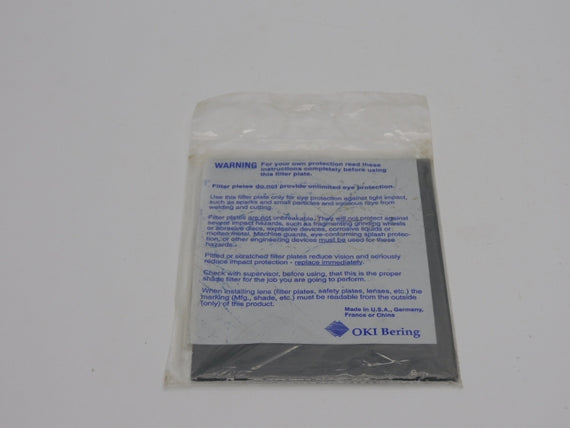 WARNING For your own protection read these
instructions completely before using
this filter plate.
Filter plates do not provide unlimited eye protection.
Use this filter plate only for eye protection against light impact,
such as sparks and small particles and injurious rays from
welding and cutting.
Filter plates are not unbreakable. They will not protect against
severe impact hazards, such as fragmenting grinding wheels
or abrasive discs, explosive devices, corrosive liquids or
molten metal. Machine guards, eye-conforming splash protec-
tion, or other engineering devices must be used for these
hazards.
Pitted or scratched filter plates reduce vision and seriously
reduce impact protection - replace immediately.
Check with supervisor, before using, that this is the proper
shade filter for the job you are going to perform.
When installing lens (filter plates, safety plates, lenses, etc.) the
marking (Mfg., shade, etc.) must be readable from the outside
(only) of this product.
Made in U.S.A., Germany,
France or China
OKI Bering